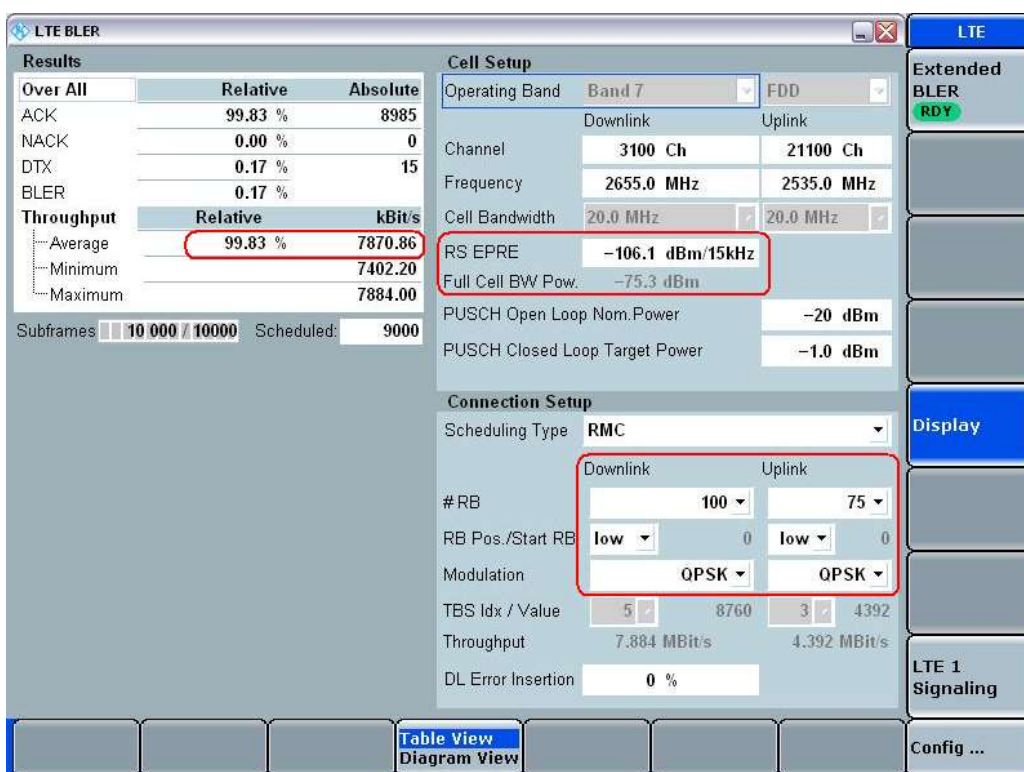 LTE BLER
LTE
Results
Over All Relative Absolute
ACK 99.83 % 8985
NACK 0.00 % 0
DTX 0.17 % 15
BLER 0.17 %
Throughput Relative kBit/s
Average 99.83 % 7870.86
Minimum 7402.20
Maximum 7884.00
Subframes 10 000 / 10000 Scheduled: 9000
Cell Setup
Operating Band Band 7 FDD
Downlink Uplink
Channel 3100 Ch 21100 Ch
Frequency 2655.0 MHz 2535.0 MHz
Cell Bandwidth 20.0 MHz 20.0 MHz
RS EPRE −106.1 dBm/15kHz
Full Cell BW Pow. −75.3 dBm
PUSCH Open Loop Nom.Power −20 dBm
PUSCH Closed Loop Target Power −1.0 dBm
Connection Setup
Scheduling Type RMC
Downlink Uplink
# RB 100 75
RB Pos./Start RB low 0 low 0
Modulation QPSK QPSK
TBS Idx / Value 5 8760 3 4392
Throughput 7.884 MBit/s 4.392 MBit/s
DL Error Insertion 0 %
Extended
BLER
RDY
Display
LTE 1
Signaling
Table View
Diagram View
Config ...